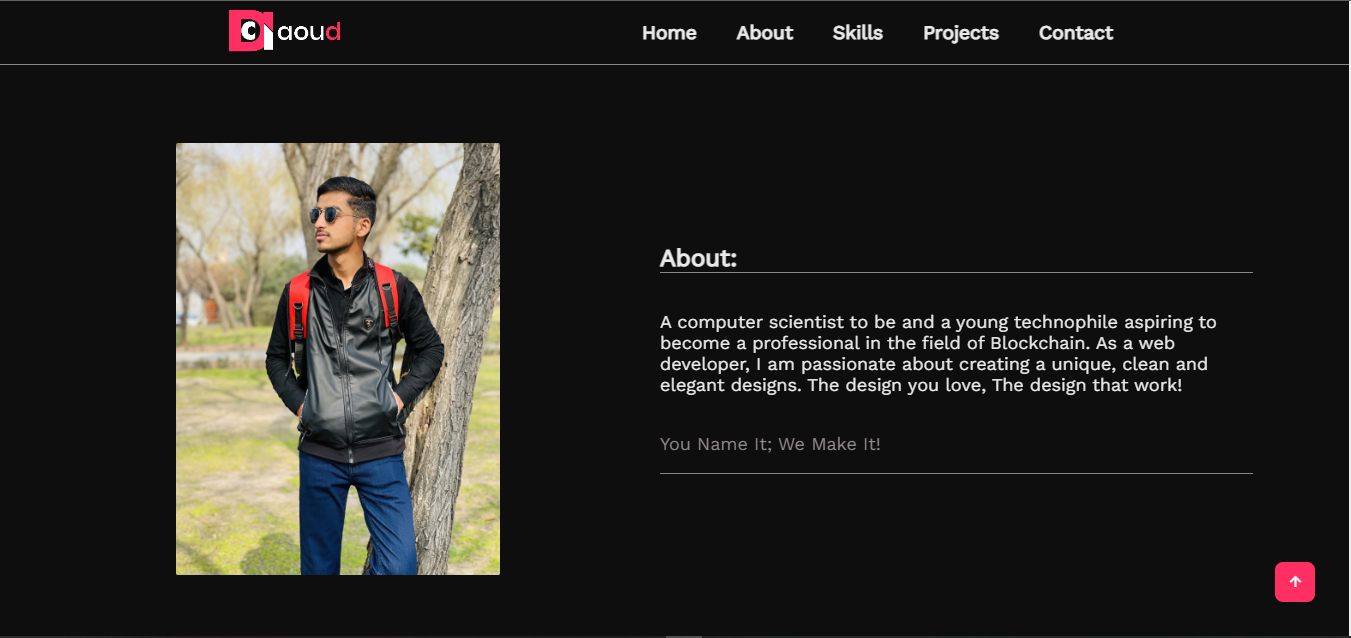 Daoud
Home About Skills Projects Contact
About:
A computer scientist to be and a young technophile aspiring to
become a professional in the field of Blockchain. As a web
developer, I am passionate about creating a unique, clean and
elegant designs. The design you love, The design that work!
You Name It; We Make It!